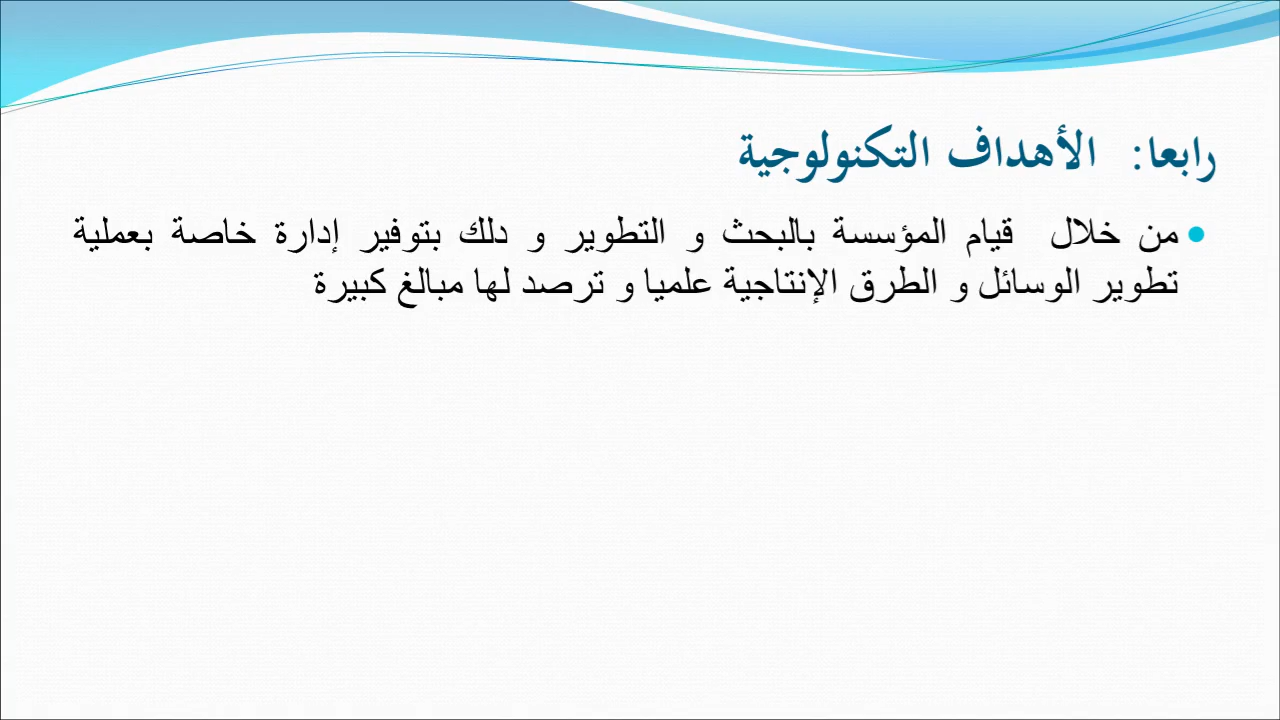 رابعا: الأهداف التكنولوجية
من خلال قيام المؤسسة بالبحث و التطوير و دلك بتوفير إدارة خاصة بعملية
تطوير الوسائل و الطرق الإنتاجية علميا و ترصد لها مبالغ كبيرة